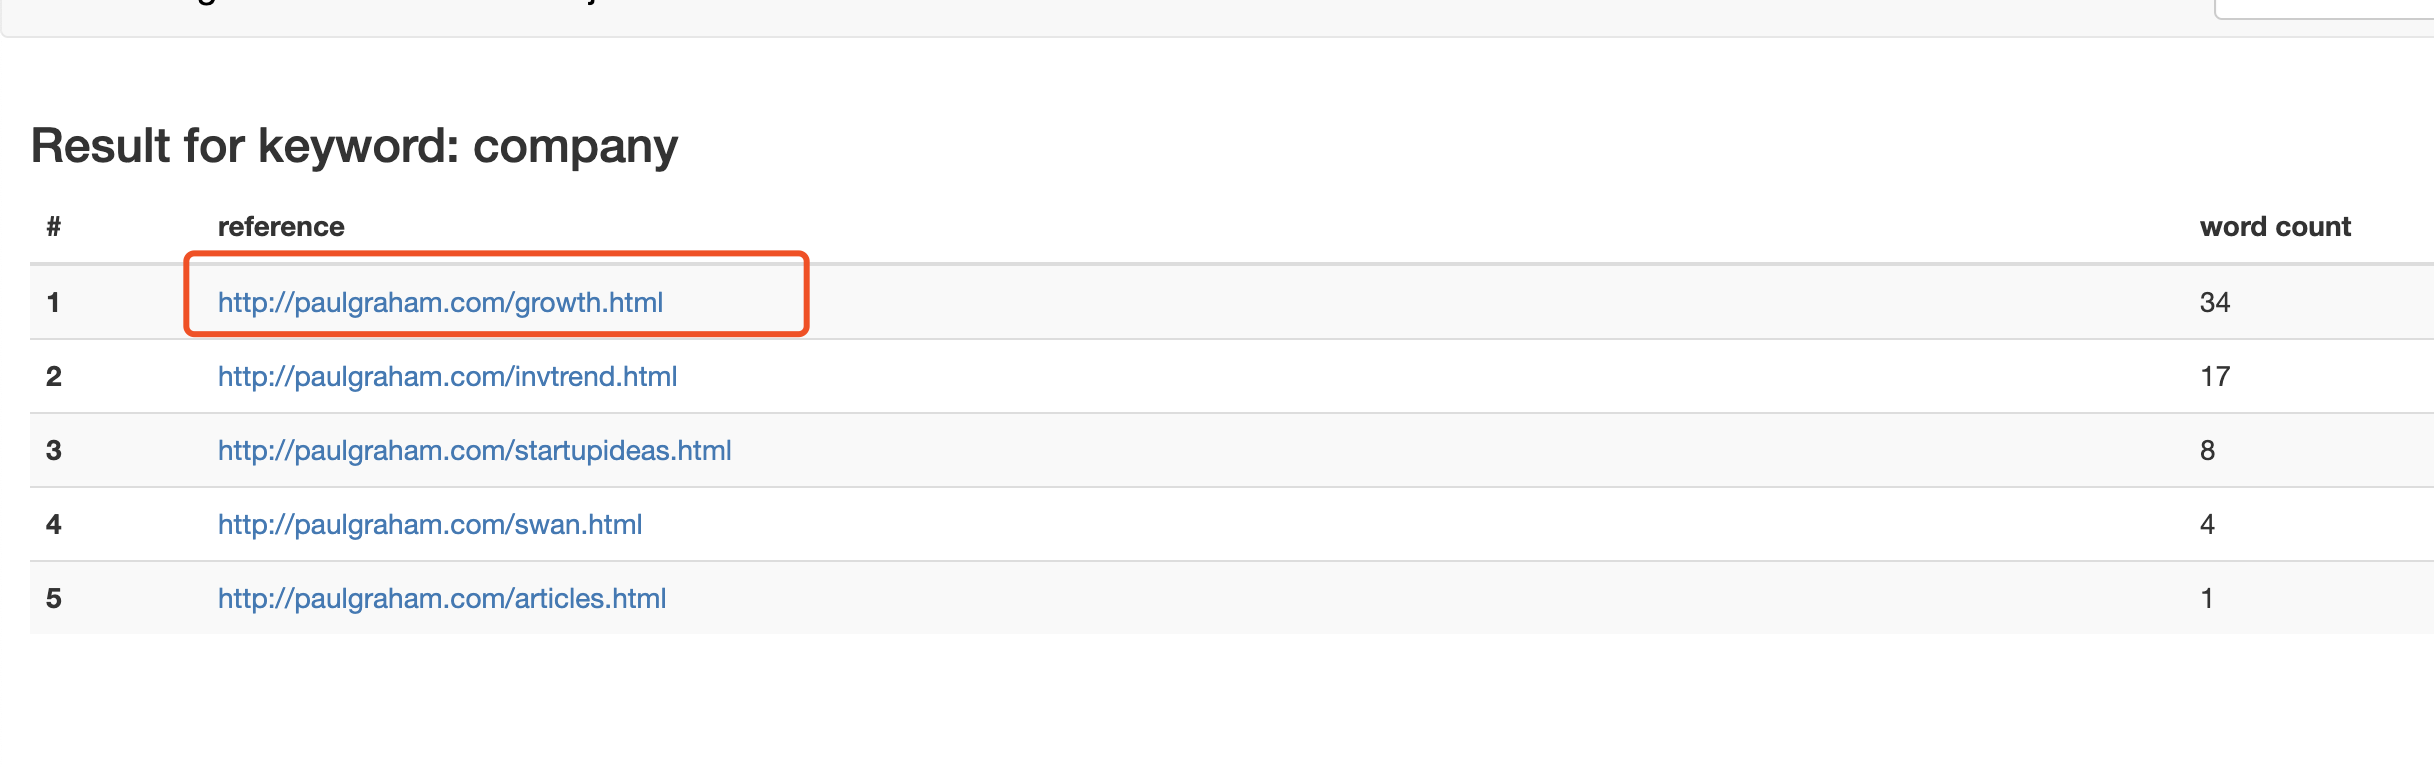 Result for keyword: company
# reference word count
1 http://paulgraham.com/growth.html 34
2 http://paulgraham.com/invtrend.html 17
3 http://paulgraham.com/startupideas.html 8
4 http://paulgraham.com/swan.html 4
5 http://paulgraham.com/articles.html 1